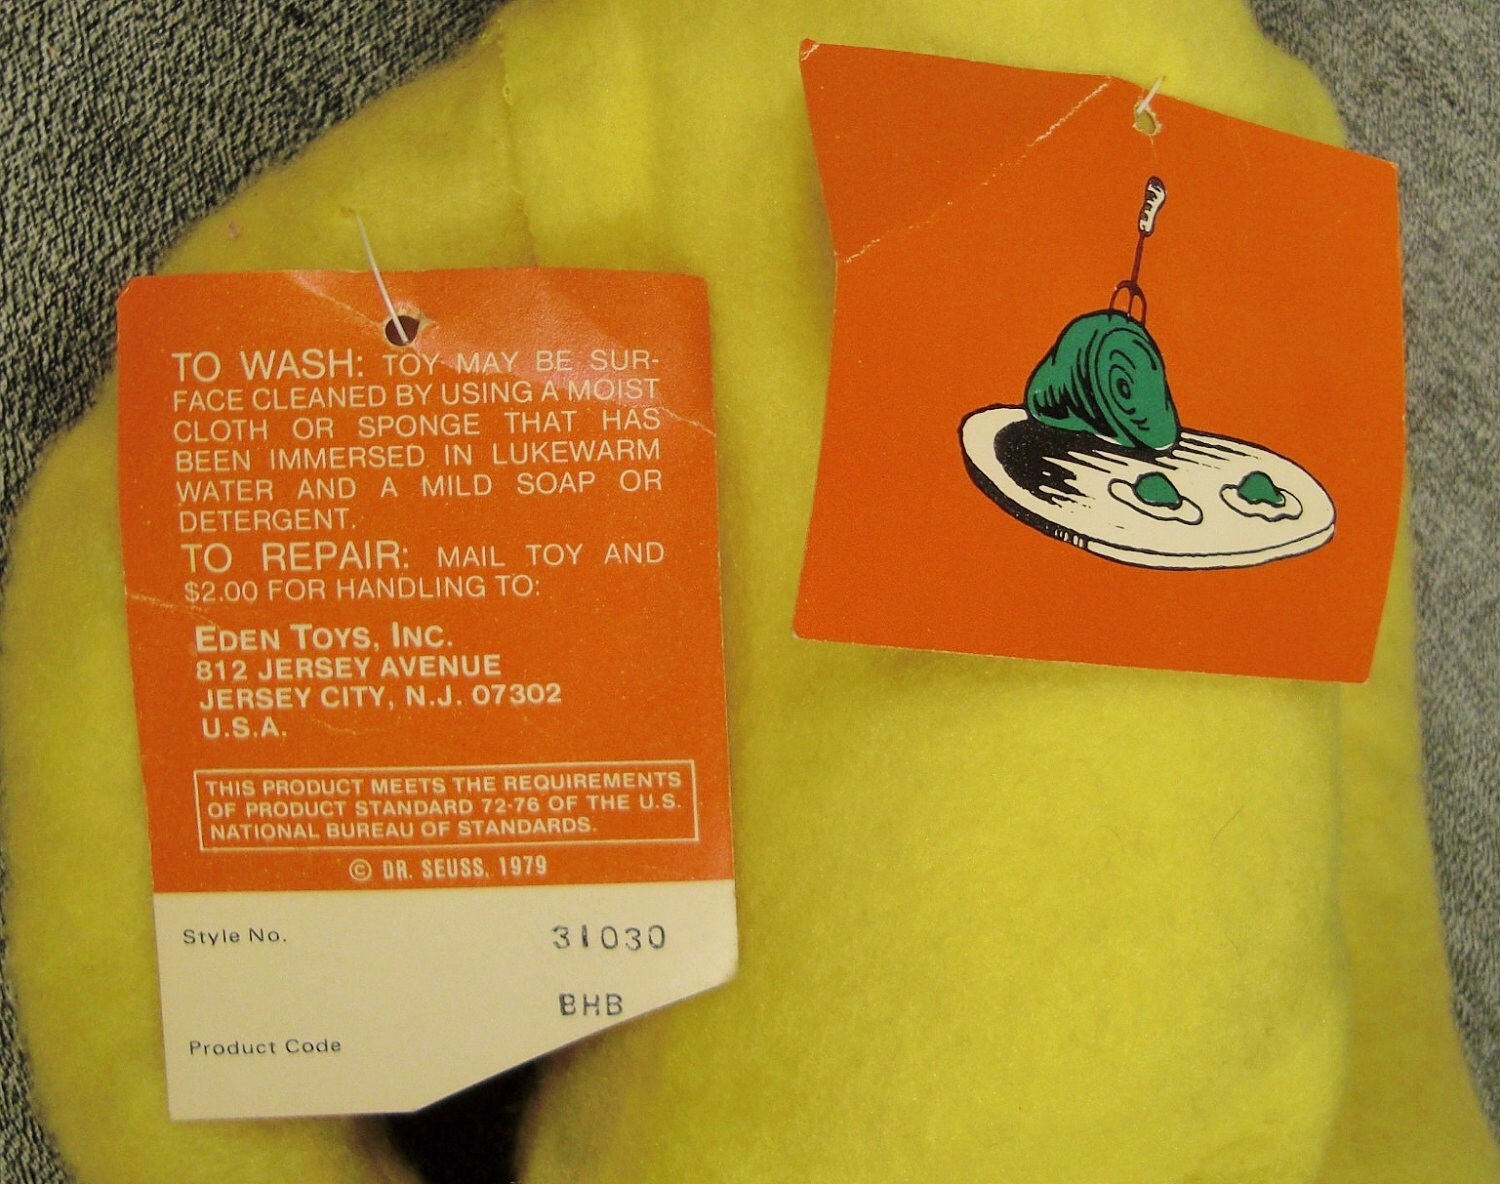 TO WASH: TOY MAY BE SUR-
FACE CLEANED BY USING A MOIST
CLOTH OR SPONGE THAT HAS
BEEN IMMERSED IN LUKEWARM
WATER AND A MILD SOAP OR
DETERGENT.
TO REPAIR: MAIL TOY AND
$2.00 FOR HANDLING TO:
EDEN TOYS, INC.
812 JERSEY AVENUE
JERSEY CITY, N.J. 07302
U.S.A.
THIS PRODUCT MEETS THE REQUIREMENTS
OF PRODUCT STANDARD 72-76 OF THE U.S.
NATIONAL BUREAU OF STANDARDS.
© DR. SEUSS, 1979
Style No. 31030
BHB
Product Code